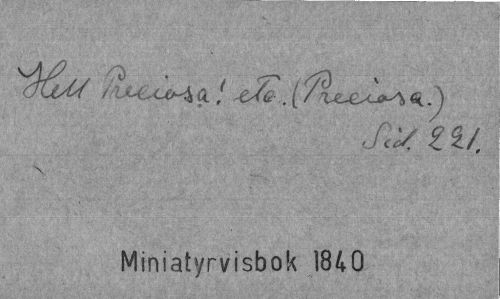 Hell Preciosa! etc. (Preciosa.)
Sid. 221.
Miniatyrvisbok 1840